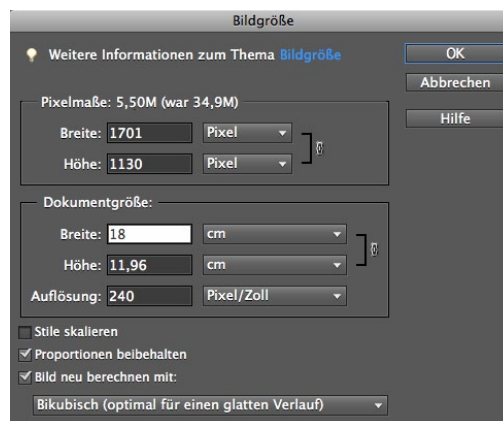 Bildgröße
Weitere Informationen zum Thema Bildgröße
OK
Abbrechen
Hilfe
Pixelmaße: 5,50M (war 34,9M)
Breite: 1701 Pixel
Höhe: 1130 Pixel
Dokumentgröße:
Breite: 18 cm
Höhe: 11,96 cm
Auflösung: 240 Pixel/Zoll
Stile skalieren
Proportionen beibehalten
Bild neu berechnen mit:
Bikubisch (optimal für einen glatten Verlauf)